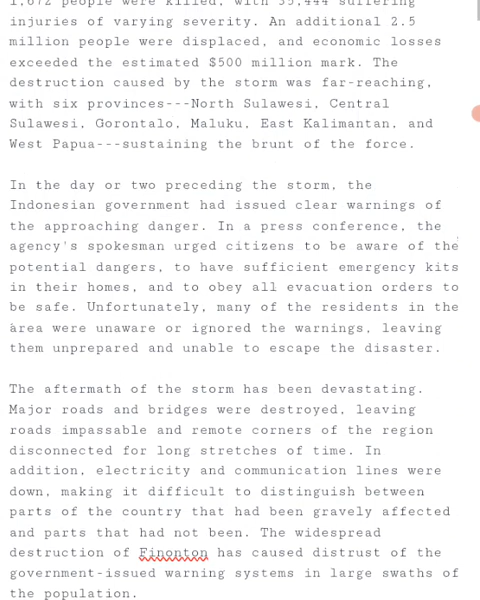 1,672 people were killed, with 35,444 suffering
injuries of varying severity. An additional 2.5
million people were displaced, and economic losses
exceeded the estimated $500 million mark. The
destruction caused by the storm was far-reaching,
with six provinces---North Sulawesi, Central
Sulawesi, Gorontalo, Maluku, East Kalimantan, and
West Papua---sustaining the brunt of the force.
In the day or two preceding the storm, the
Indonesian government had issued clear warnings of
the approaching danger. In a press conference, the
agency's spokesman urged citizens to be aware of the
potential dangers, to have sufficient emergency kits
in their homes, and to obey all evacuation orders to
be safe. Unfortunately, many of the residents in the
area were unaware or ignored the warnings, leaving
them unprepared and unable to escape the disaster.
The aftermath of the storm has been devastating.
Major roads and bridges were destroyed, leaving
roads impassable and remote corners of the region
disconnected for long stretches of time. In
addition, electricity and communication lines were
down, making it difficult to distinguish between
parts of the country that had been gravely affected
and parts that had not been. The widespread
destruction of Finonton has caused distrust of the
government-issued warning systems in large swaths of
the population.